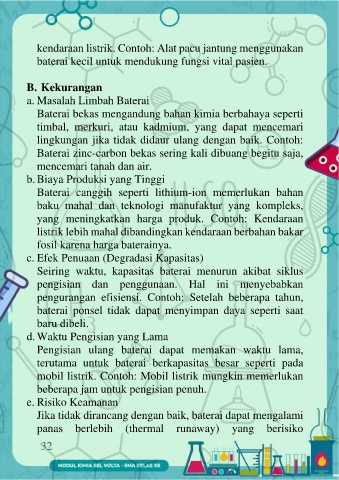 kendaraan listrik. Contoh: Alat pacu jantung menggunakan
baterai kecil untuk mendukung fungsi vital pasien.
B. Kekurangan
a. Masalah Limbah Baterai
Baterai bekas mengandung bahan kimia berbahaya seperti
timbal, merkuri, atau kadmium, yang dapat mencemari
lingkungan jika tidak didaur ulang dengan baik. Contoh:
Baterai zinc-carbon bekas sering kali dibuang begitu saja,
mencemari tanah dan air.
b. Biaya Produksi yang Tinggi
Baterai canggih seperti lithium-ion memerlukan bahan
baku mahal dan teknologi manufaktur yang kompleks,
yang meningkatkan harga produk. Contoh: Kendaraan
listrik lebih mahal dibandingkan kendaraan berbahan bakar
fosil karena harga baterainya.
c. Efek Penuaan (Degradasi Kapasitas)
Seiring waktu, kapasitas baterai menurun akibat siklus
pengisian dan penggunaan. Hal ini menyebabkan
pengurangan efisiensi. Contoh: Setelah beberapa tahun,
baterai ponsel tidak dapat menyimpan daya seperti saat
baru dibeli.
d. Waktu Pengisian yang Lama
Pengisian ulang baterai dapat memakan waktu lama,
terutama untuk baterai berkapasitas besar seperti pada
mobil listrik. Contoh: Mobil listrik mungkin memerlukan
beberapa jam untuk pengisian penuh.
e. Risiko Keamanan
Jika tidak dirancang dengan baik, baterai dapat mengalami
panas berlebih (thermal runaway) yang berisiko
32
MODUL KIMIA SEL VOLTA - SMA KELAS XII